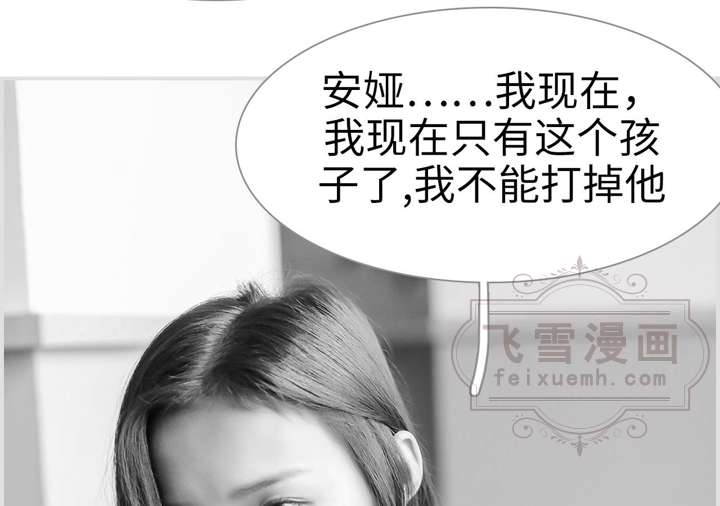 安娅……我现在，
我现在只有这个孩
子了,我不能打掉他
飞雪漫画
feixuemh.com